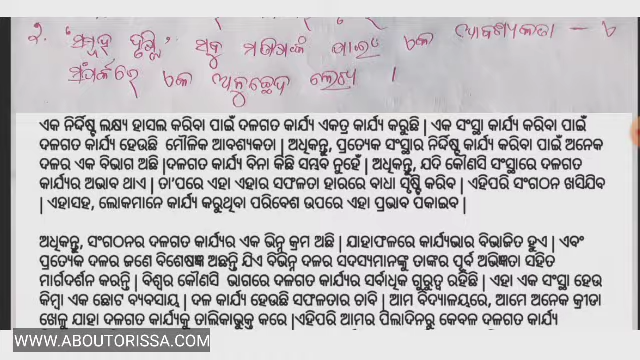 ୨. 'ସମୂହ ଦୃଷ୍ଟି' ସବୁ ମଣିଷଙ୍କ ପାଇଁ ଏକ ଆବଶ୍ୟକତା – ୮
ସଂପର୍କରେ ଏକ ଅନୁଚ୍ଛେଦ ଲେଖ ।
ଏକ ନିର୍ଦ୍ଦିଷ୍ଟ ଲକ୍ଷ୍ୟ ହାସଲ କରିବା ପାଇଁ ଦଳଗତ କାର୍ଯ୍ୟ ଏକତ୍ର କାର୍ଯ୍ୟ କରୁଛି | ଏକ ସଂସ୍ଥା କାର୍ଯ୍ୟ କରିବା ପାଇଁ
ଦଳଗତ କାର୍ଯ୍ୟ ହେଉଛି ମୌଳିକ ଆବଶ୍ୟକତା | ଅଧିକନ୍ତୁ, ପ୍ରତ୍ୟେକ ସଂସ୍ଥାର ନିର୍ଦ୍ଦିଷ୍ଟ କାର୍ଯ୍ୟ କରିବା ପାଇଁ ଅନେକ
ଦଳର ଏକ ବିଭାଗ ଅଛି |ଦଳଗତ କାର୍ଯ୍ୟ ବିନା କିଛି ସମ୍ଭବ ନୁହେଁ | ଅଧିକନ୍ତୁ, ଯଦି କୌଣସି ସଂସ୍ଥାରେ ଦଳଗତ
କାର୍ଯ୍ୟର ଅଭାବ ଥାଏ | ତା'ପରେ ଏହା ଏହାର ସଫଳତା ହାରରେ ବାଧା ସୃଷ୍ଟି କରିବ | ଏହିପରି ସଂଗଠନ ଖସିଯିବ
| ଏହାସହ, ଲୋକମାନେ କାର୍ଯ୍ୟ କରୁଥିବା ପରିବେଶ ଉପରେ ଏହା ପ୍ରଭାବ ପକାଇବ |
ଅଧିକନ୍ତୁ, ସଂଗଠନର ଦଳଗତ କାର୍ଯ୍ୟର ଏକ ଭିନ୍ନ କ୍ରମ ଅଛି | ଯାହାଫଳରେ କାର୍ଯ୍ୟଭାର ବିଭାଜିତ ହୁଏ | ଏବଂ
ପ୍ରତ୍ୟେକ ଦଳର ଜଣେ ବିଶେଷଜ୍ଞ ଅଛନ୍ତି ଯିଏ ବିଭିନ୍ନ ଦଳର ସଦସ୍ୟମାନଙ୍କୁ ତାଙ୍କର ପୂର୍ବ ଅଭିଜ୍ଞତା ସହିତ
ମାର୍ଗଦର୍ଶନ କରନ୍ତି | ବିଶ୍ୱର କୌଣସି ଭାଗରେ ଦଳଗତ କାର୍ଯ୍ୟର ସର୍ବାଧିକ ଗୁରୁତ୍ୱ ରହିଛି | ଏହା ଏକ ସଂସ୍ଥା ହେଉ
କିମ୍ବା ଏକ ଛୋଟ ବ୍ୟବସାୟ | ଦଳ କାର୍ଯ୍ୟ ହେଉଛି ସଫଳତାର ଚାବି | ଆମ ବିଦ୍ୟାଳୟରେ, ଆମେ ଅନେକ କ୍ରୀଡା
ଖେଳୁ ଯାହା ଦଳଗତ କାର୍ଯ୍ୟକୁ ତାଲିକାଭୁକ୍ତ କରେ |ଏହିପରି ଆମର ପିଲାଦିନରୁ କେବଳ ଦଳଗତ କାର୍ଯ୍ୟ
WWW.ABOUTORISSA.COM